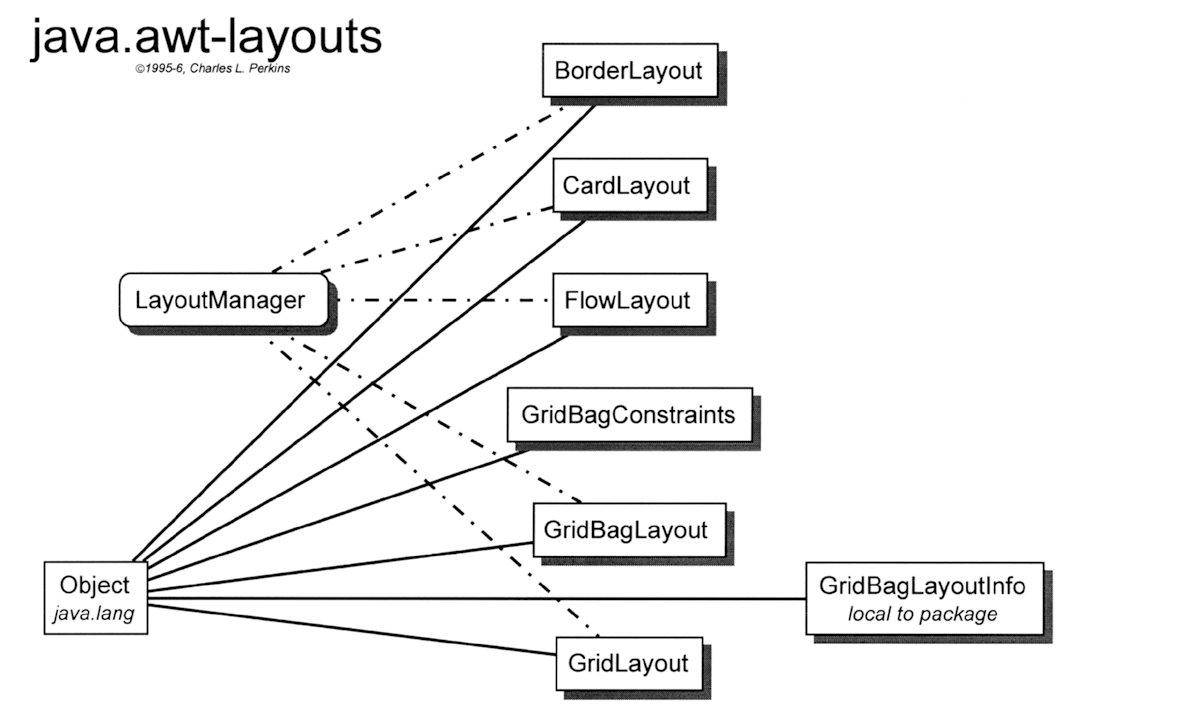 java.awt-layouts
©1995-6, Charles L. Perkins
BorderLayout
CardLayout
LayoutManager
FlowLayout
GridBagConstraints
GridBagLayout
Object
java.lang
GridBagLayoutInfo
local to package
GridLayout